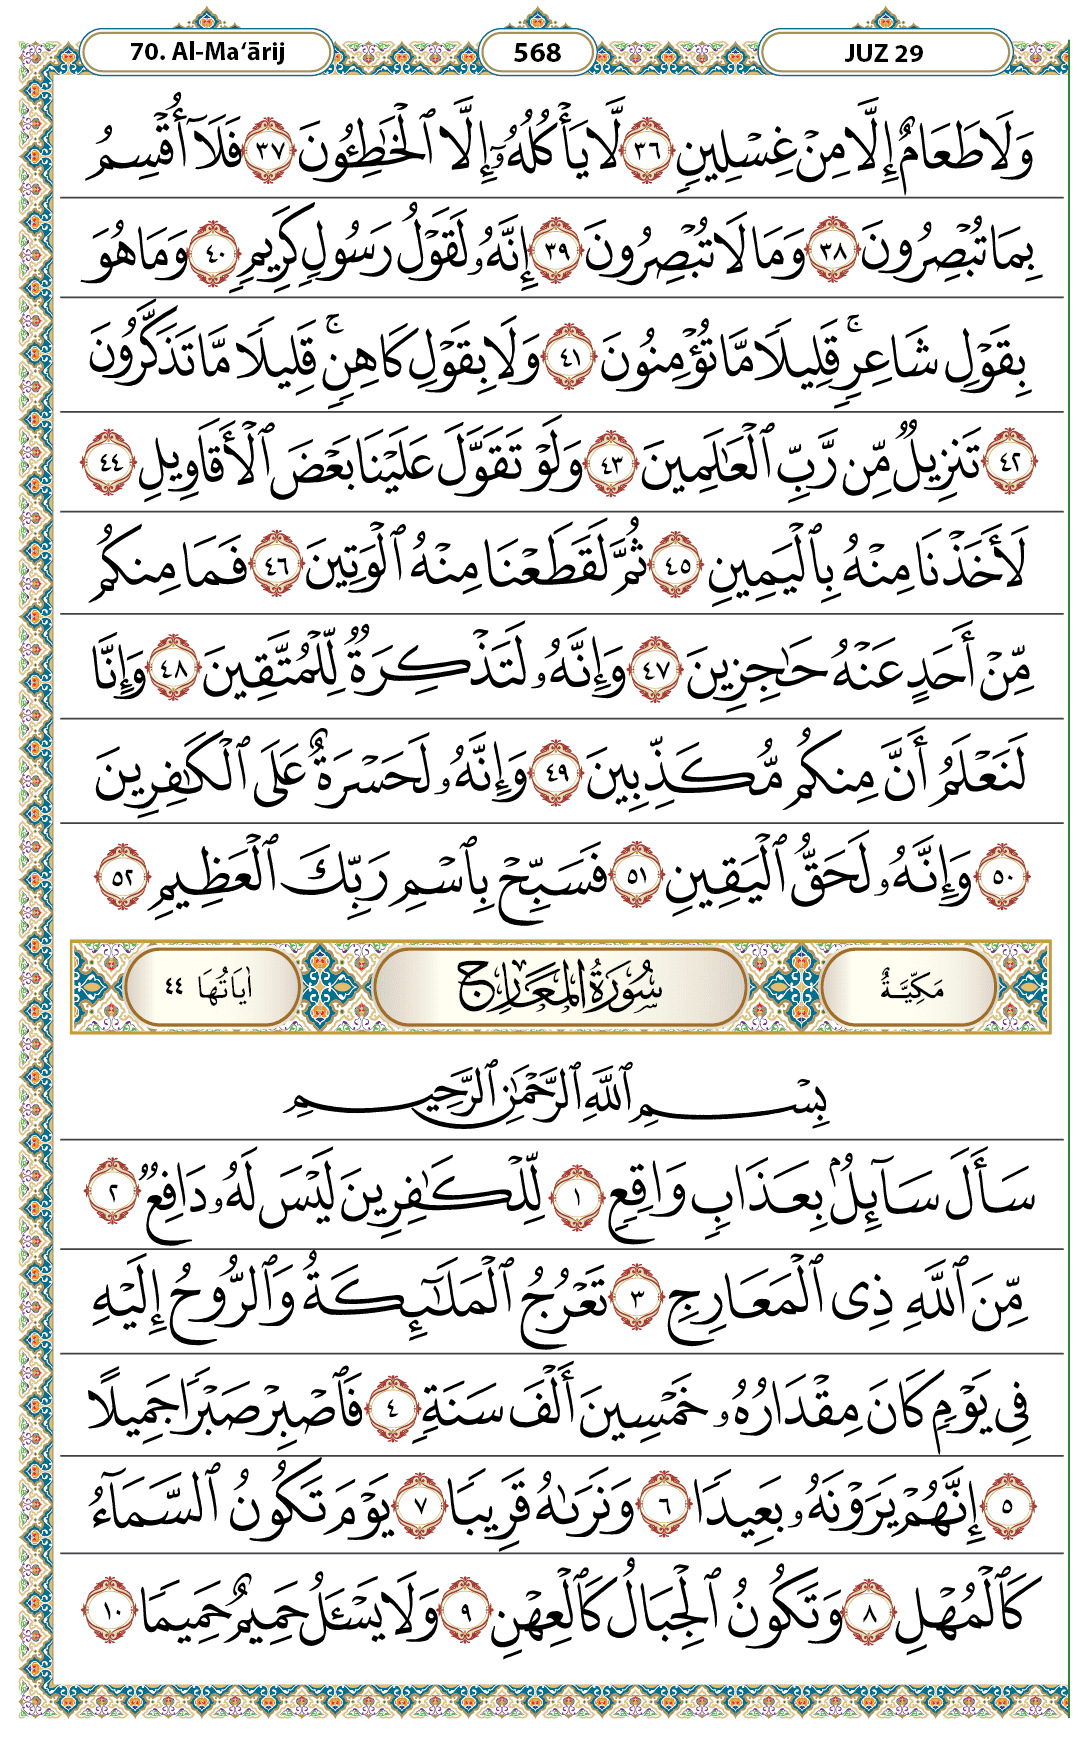 70. Al-Ma‘ārij 568 JUZ 29
وَلَا طَعَامٌ إِلَّا مِنْ غِسْلِينٍ ٣٦ لَّا يَأْكُلُهُۥٓ إِلَّا ٱلْخَـٰطِـُٔونَ ٣٧ فَلَآ أُقْسِمُ
بِمَا تُبْصِرُونَ ٣٨ وَمَا لَا تُبْصِرُونَ ٣٩ إِنَّهُۥ لَقَوْلُ رَسُولٍ كَرِيمٍ ٤٠ وَمَا هُوَ
بِقَوْلِ شَاعِرٍ ۚ قَلِيلًا مَّا تُؤْمِنُونَ ٤١ وَلَا بِقَوْلِ كَاهِنٍ ۚ قَلِيلًا مَّا تَذَكَّرُونَ
٤٢ تَنزِيلٌ مِّن رَّبِّ ٱلْعَـٰلَمِينَ ٤٣ وَلَوْ تَقَوَّلَ عَلَيْنَا بَعْضَ ٱلْأَقَاوِيلِ ٤٤
لَأَخَذْنَا مِنْهُ بِٱلْيَمِينِ ٤٥ ثُمَّ لَقَطَعْنَا مِنْهُ ٱلْوَتِينَ ٤٦ فَمَا مِنكُم
مِّنْ أَحَدٍ عَنْهُ حَـٰجِزِينَ ٤٧ وَإِنَّهُۥ لَتَذْكِرَةٌ لِّلْمُتَّقِينَ ٤٨ وَإِنَّا
لَنَعْلَمُ أَنَّ مِنكُم مُّكَذِّبِينَ ٤٩ وَإِنَّهُۥ لَحَسْرَةٌ عَلَى ٱلْكَـٰفِرِينَ
٥٠ وَإِنَّهُۥ لَحَقُّ ٱلْيَقِينِ ٥١ فَسَبِّحْ بِٱسْمِ رَبِّكَ ٱلْعَظِيمِ ٥٢
مَكِّيَّةٌ سُورَةُ المَعَارِج اٰيَاتُهَا ٤٤
بِسْمِ ٱللَّهِ ٱلرَّحْمَـٰنِ ٱلرَّحِيمِ
سَأَلَ سَآئِلٌۢ بِعَذَابٍ وَاقِعٍ ١ لِّلْكَـٰفِرِينَ لَيْسَ لَهُۥ دَافِعٌ ٢
مِّنَ ٱللَّهِ ذِى ٱلْمَعَارِجِ ٣ تَعْرُجُ ٱلْمَلَـٰٓئِكَةُ وَٱلرُّوحُ إِلَيْهِ
فِى يَوْمٍ كَانَ مِقْدَارُهُۥ خَمْسِينَ أَلْفَ سَنَةٍ ٤ فَٱصْبِرْ صَبْرًا جَمِيلًا
٥ إِنَّهُمْ يَرَوْنَهُۥ بَعِيدًا ٦ وَنَرَىٰهُ قَرِيبًا ٧ يَوْمَ تَكُونُ ٱلسَّمَآءُ
كَٱلْمُهْلِ ٨ وَتَكُونُ ٱلْجِبَالُ كَٱلْعِهْنِ ٩ وَلَا يَسْـَٔلُ حَمِيمٌ حَمِيمًا ١٠